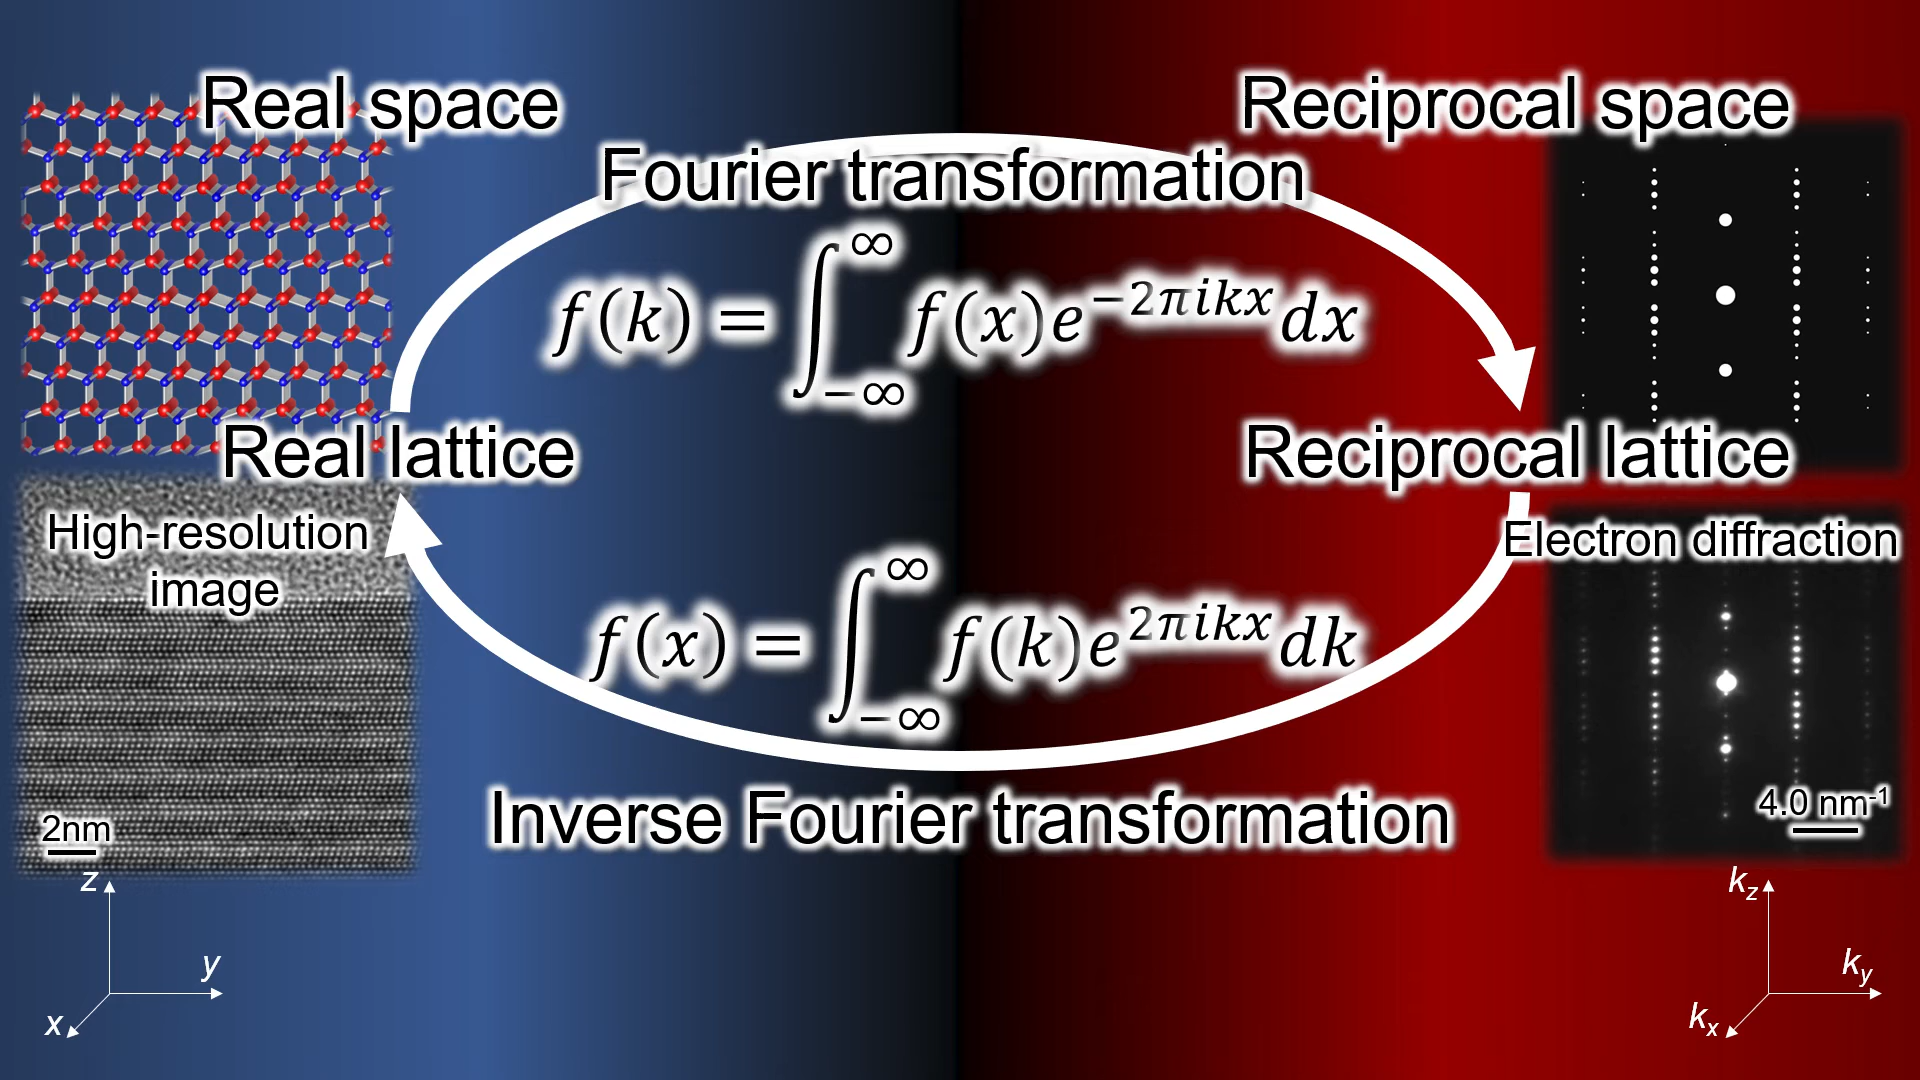 Real space
Reciprocal space
Fourier transformation
f(k) = ∫_{-∞}^{∞} f(x)e^{-2πikx}dx
Real lattice
Reciprocal lattice
High-resolution
image
Electron diffraction
f(x) = ∫_{-∞}^{∞} f(k)e^{2πikx}dk
Inverse Fourier transformation
2nm
4.0 nm⁻¹
z
y
x
k_z
k_y
k_x